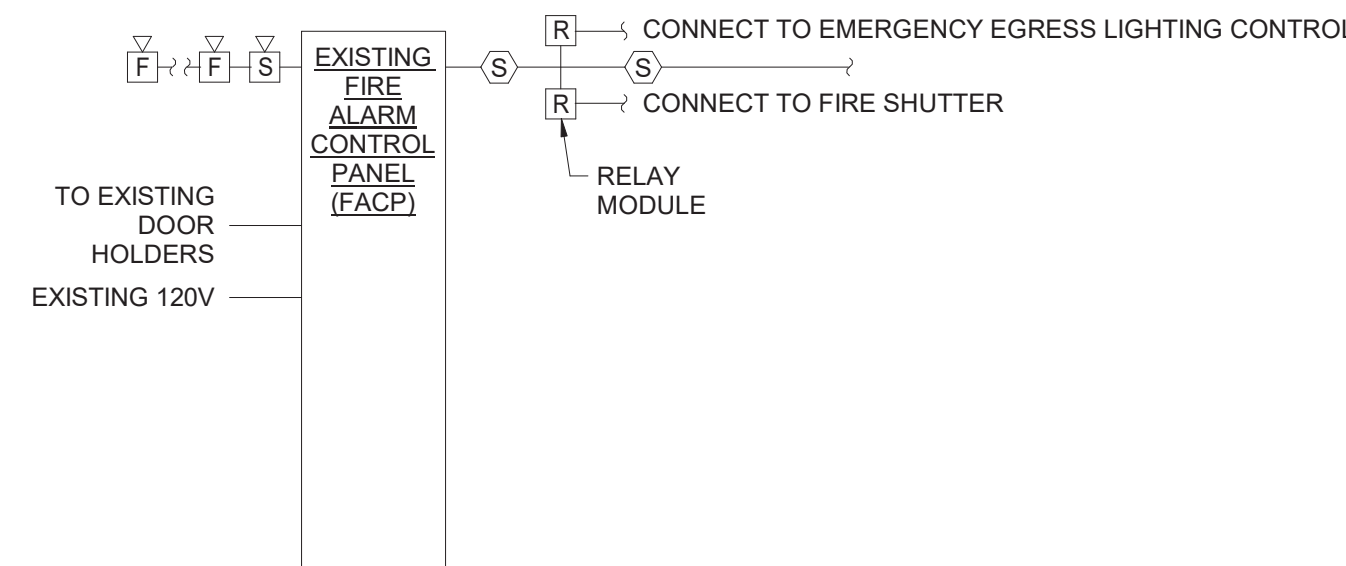 R CONNECT TO EMERGENCY EGRESS LIGHTING CONTROL
F F S
EXISTING
FIRE
ALARM
CONTROL
PANEL
(FACP)
S S
R CONNECT TO FIRE SHUTTER
RELAY
MODULE
TO EXISTING
DOOR
HOLDERS
EXISTING 120V